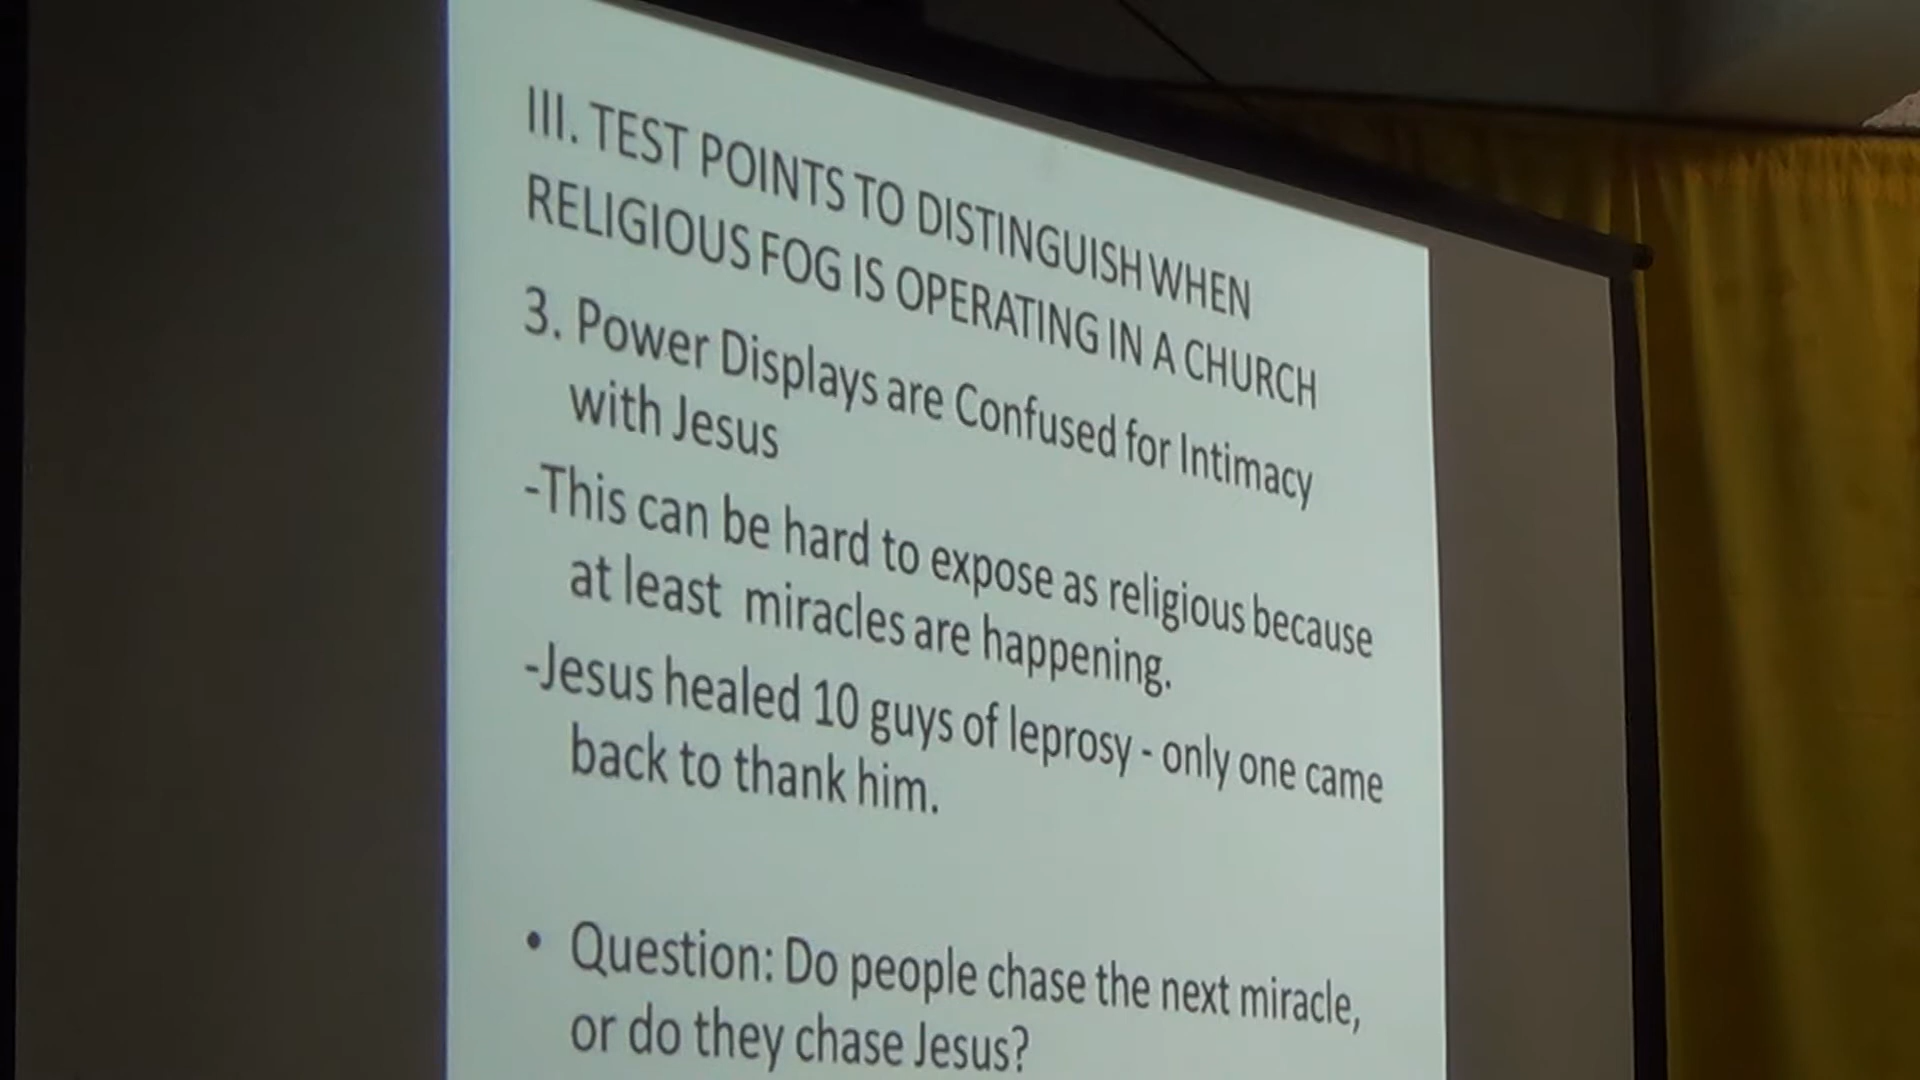 III. TEST POINTS TO DISTINGUISH WHEN
RELIGIOUS FOG IS OPERATING IN A CHURCH
3. Power Displays are Confused for Intimacy
with Jesus
-This can be hard to expose as religious because
at least miracles are happening.
-Jesus healed 10 guys of leprosy - only one came
back to thank him.
• Question: Do people chase the next miracle,
or do they chase Jesus?